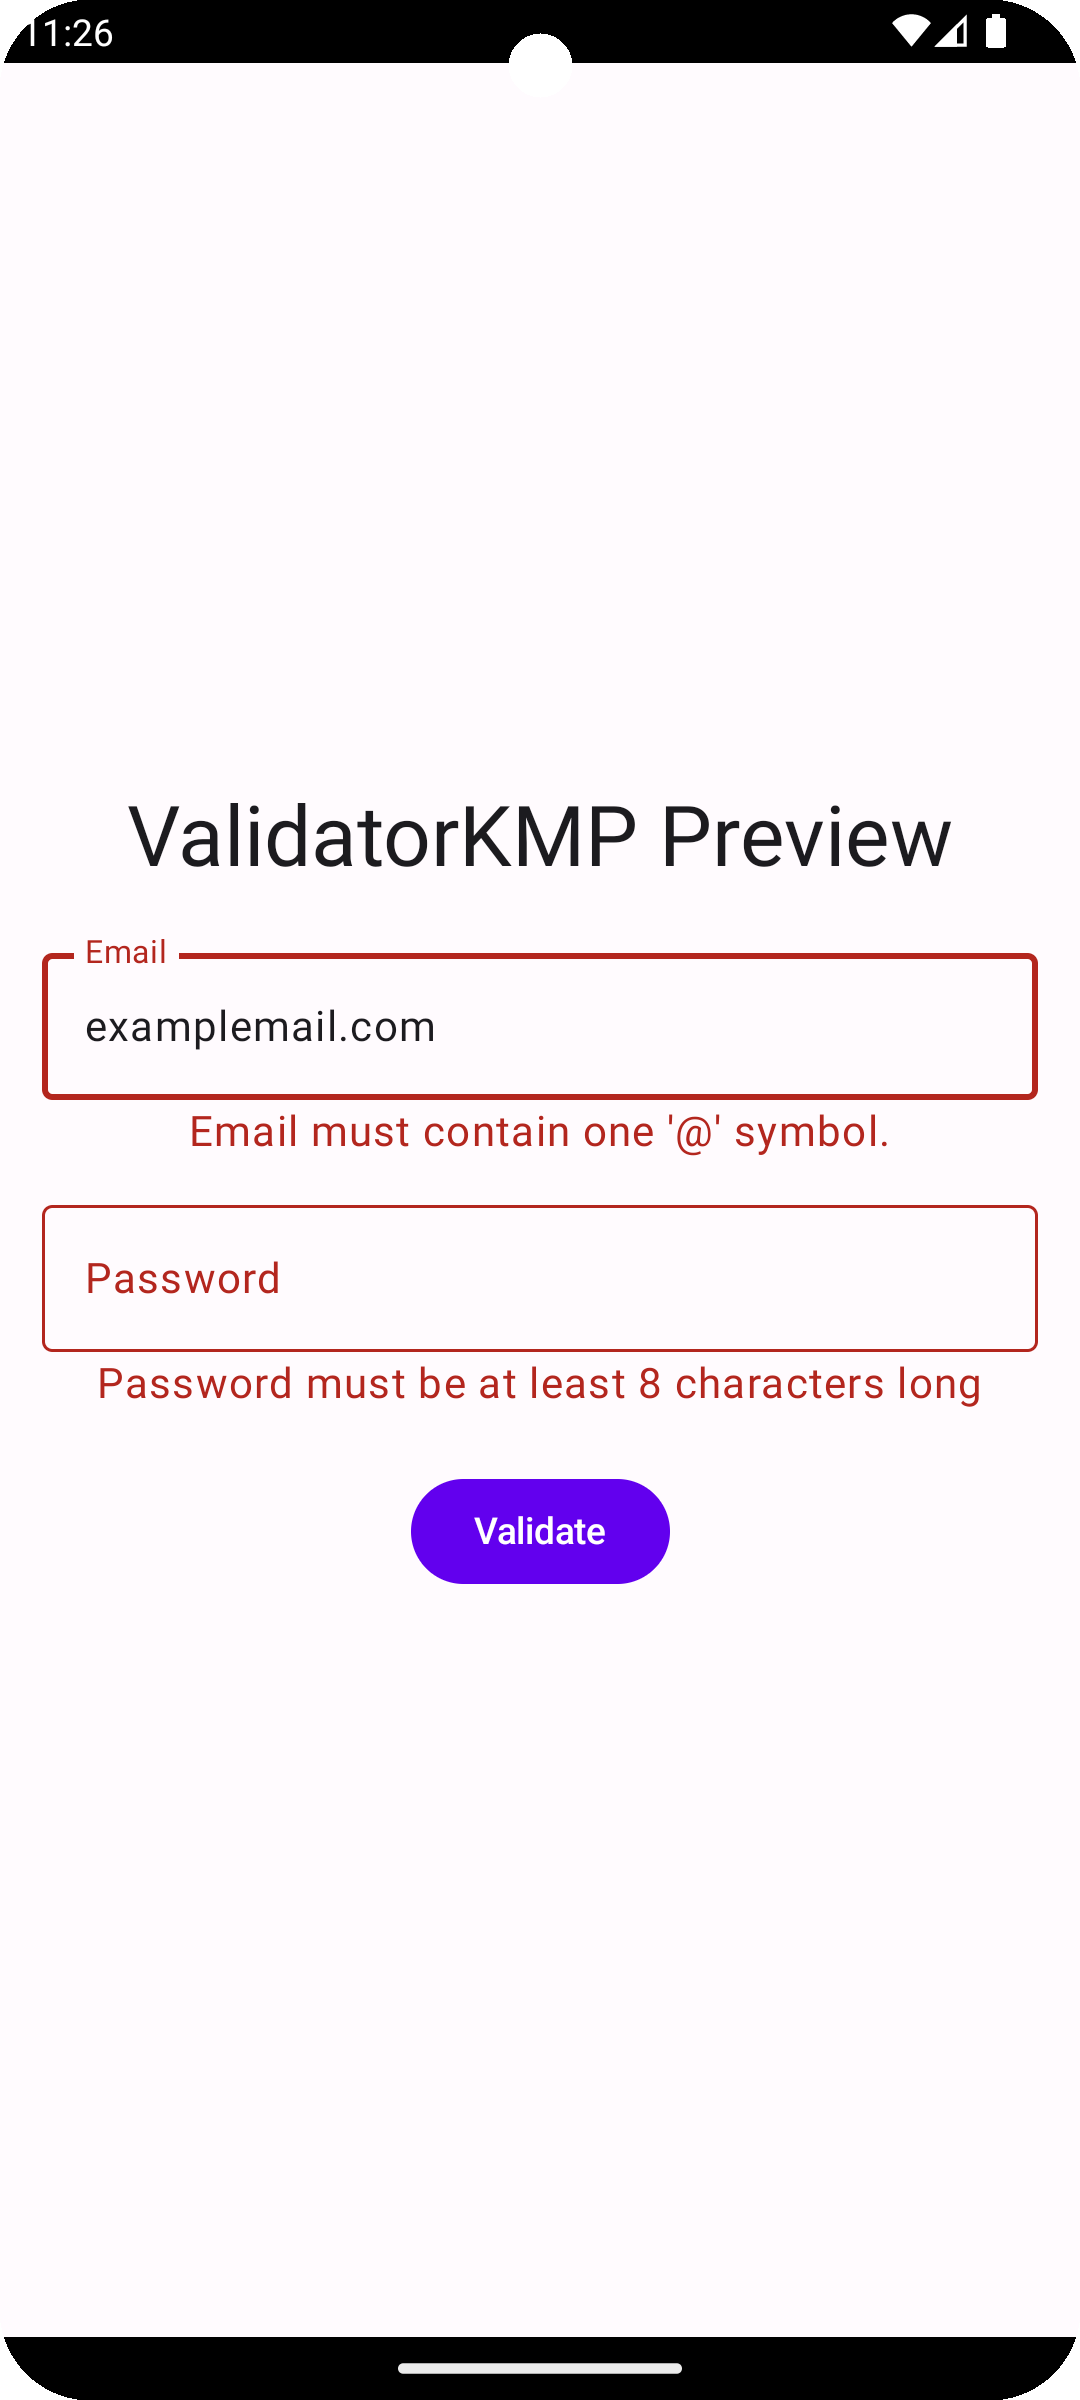 11:26
ValidatorKMP Preview
Email
examplemail.com
Email must contain one '@' symbol.
Password
Password must be at least 8 characters long
Validate